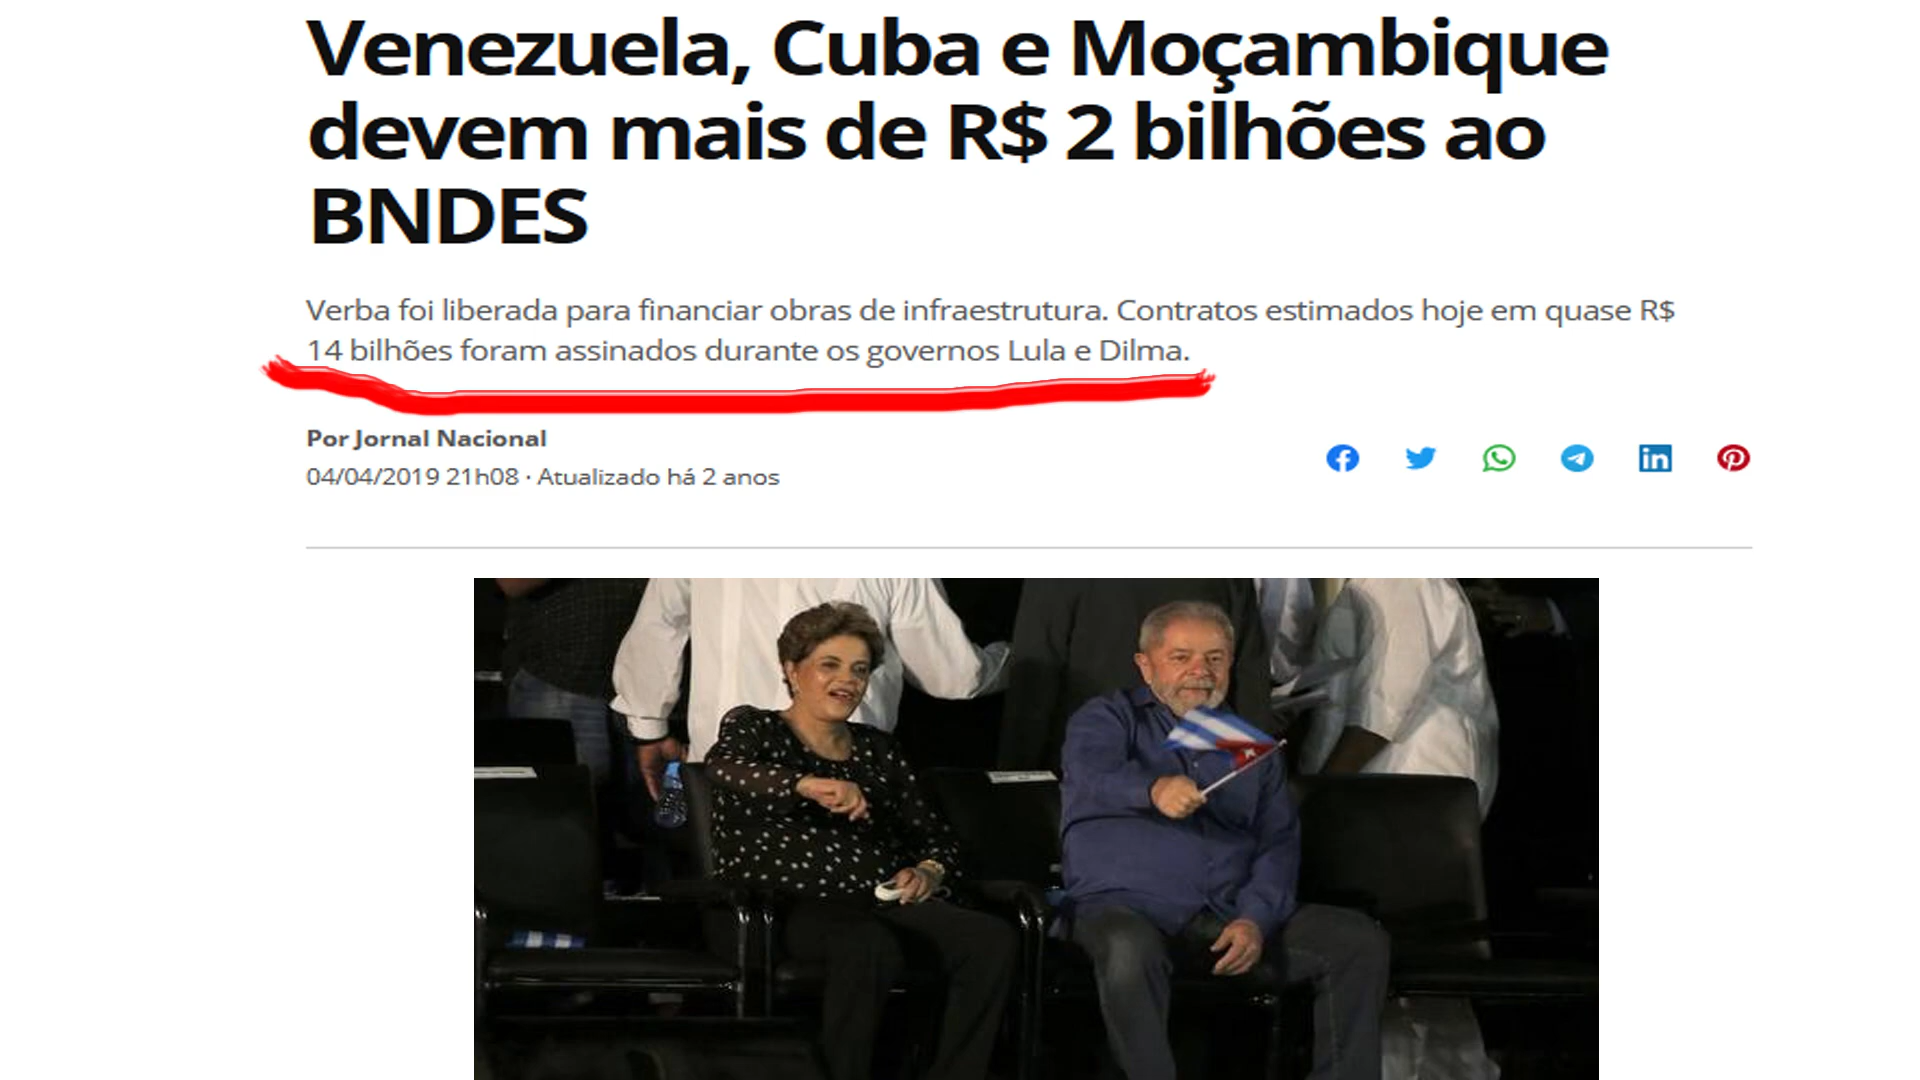 Venezuela, Cuba e Moçambique
devem mais de R$ 2 bilhões ao
BNDES
Verba foi liberada para financiar obras de infraestrutura. Contratos estimados hoje em quase R$
14 bilhões foram assinados durante os governos Lula e Dilma.
Por Jornal Nacional
04/04/2019 21h08 · Atualizado há 2 anos
in